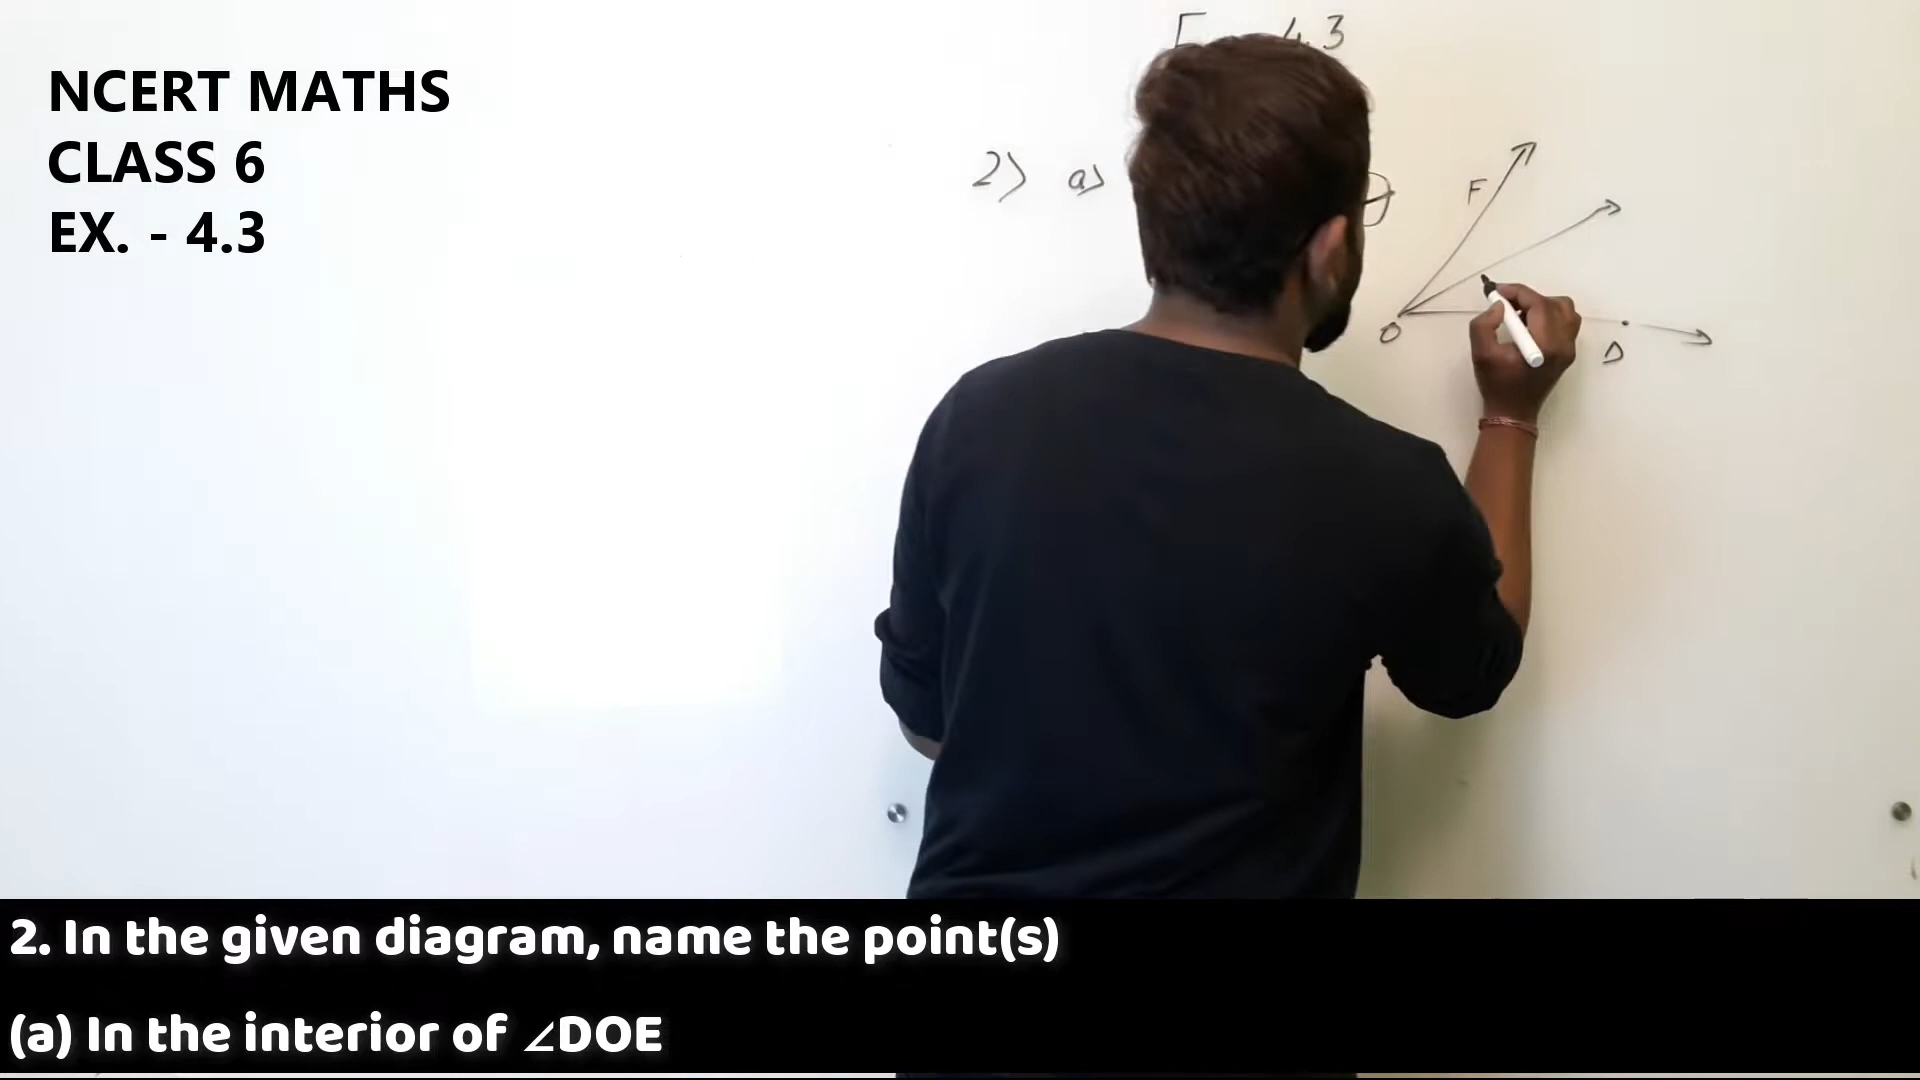 NCERT MATHS
CLASS 6
EX. - 4.3
4.3
2) a)
F
O
D
2. In the given diagram, name the point(s)
(a) In the interior of ∠DOE